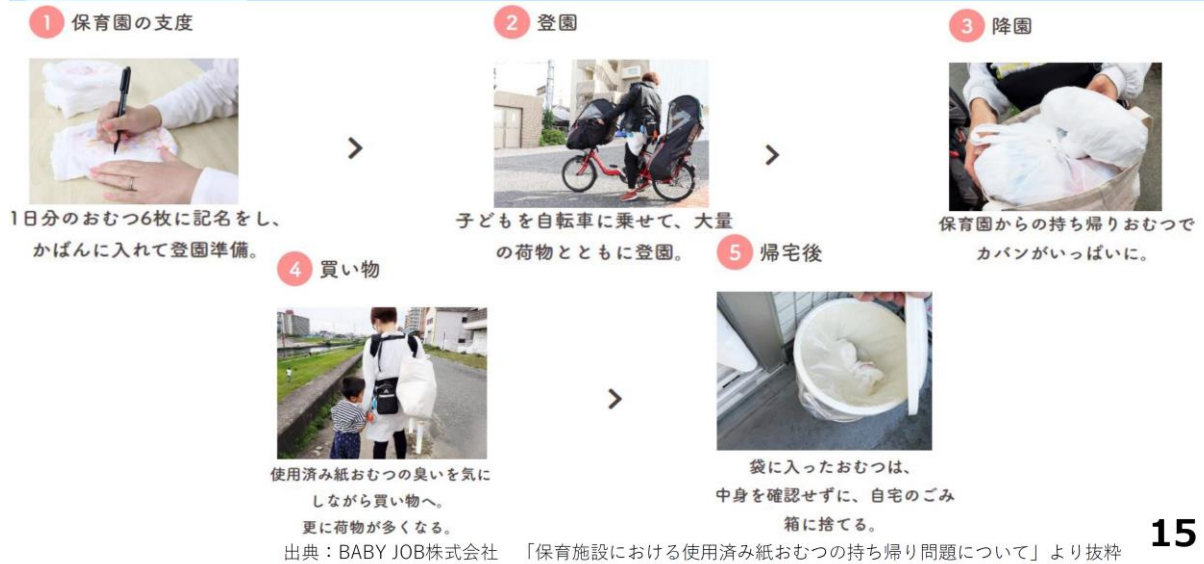 1 保育園の支度
1日分のおむつ6枚に記名をし、
かばんに入れて登園準備。
2 登園
子どもを自転車に乗せて、大量
の荷物とともに登園。
3 降園
保育園からの持ち帰りおむつで
カバンがいっぱいに。
4 買い物
使用済み紙おむつの臭いを気に
しながら買い物へ。
更に荷物が多くなる。
5 帰宅後
袋に入ったおむつは、
中身を確認せずに、自宅のごみ
箱に捨てる。
出典：BABY JOB株式会社 「保育施設における使用済み紙おむつの持ち帰り問題について」より抜粋
15